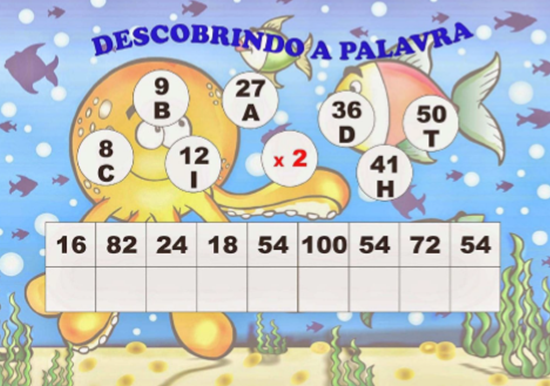 DESCOBRINDO A PALAVRA
9
B
27
A
36
D
50
T
8
C
12
I
x 2
41
H
16 82 24 18 54 100 54 72 54